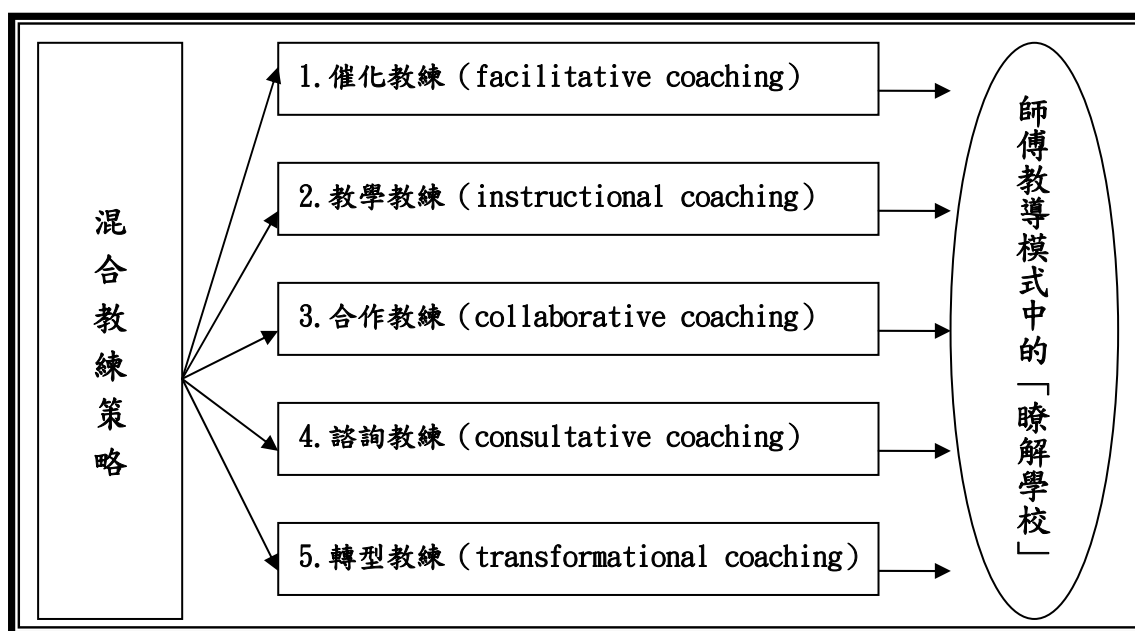 混合教練策略
1.催化教練（facilitative coaching）
2.教學教練（instructional coaching）
3.合作教練（collaborative coaching）
4.諮詢教練（consultative coaching）
5.轉型教練（transformational coaching）
師傅教導模式中的「瞭解學校」